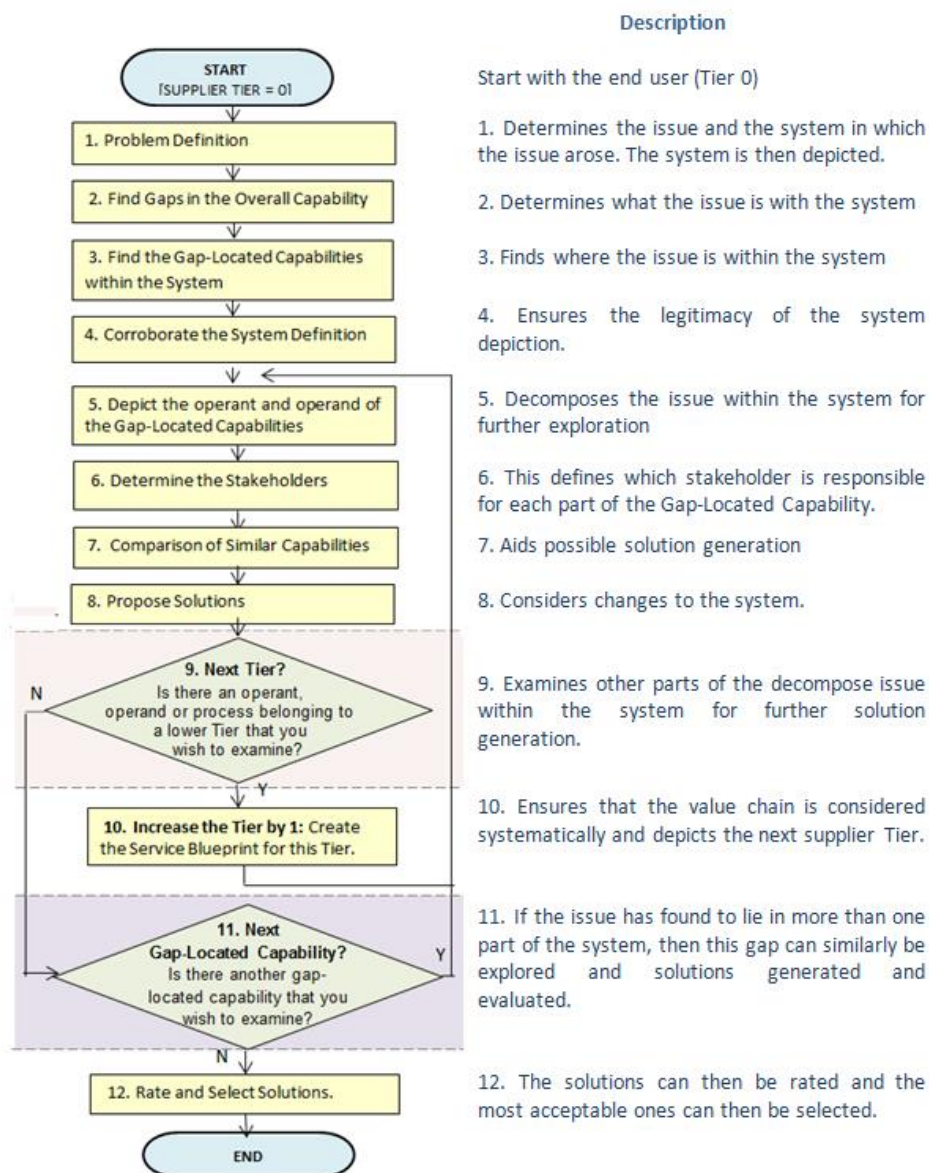 Description
START
[SUPPLIER TIER = 0]
Start with the end user (Tier 0)
1. Problem Definition
1. Determines the issue and the system in which
the issue arose. The system is then depicted.
2. Find Gaps in the Overall Capability
2. Determines what the issue is with the system
3. Find the Gap-Located Capabilities
within the System
3. Finds where the issue is within the system
4. Corroborate the System Definition
4. Ensures the legitimacy of the system
depiction.
5. Depict the operant and operand of
the Gap-Located Capabilities
5. Decomposes the issue within the system for
further exploration
6. Determine the Stakeholders
6. This defines which stakeholder is responsible
for each part of the Gap-Located Capability.
7. Comparison of Similar Capabilities
7. Aids possible solution generation
8. Propose Solutions
8. Considers changes to the system.
9. Next Tier?
Is there an operant,
operand or process belonging to
a lower Tier that you
wish to examine?
N
Y
9. Examines other parts of the decompose issue
within the system for further solution
generation.
10. Increase the Tier by 1: Create
the Service Blueprint for this Tier.
10. Ensures that the value chain is considered
systematically and depicts the next supplier Tier.
11. Next
Gap-Located Capability?
Is there another gap-
located capability that you
wish to examine?
Y
N
11. If the issue has found to lie in more than one
part of the system, then this gap can similarly be
explored and solutions generated and
evaluated.
12. Rate and Select Solutions.
12. The solutions can then be rated and the
most acceptable ones can then be selected.
END